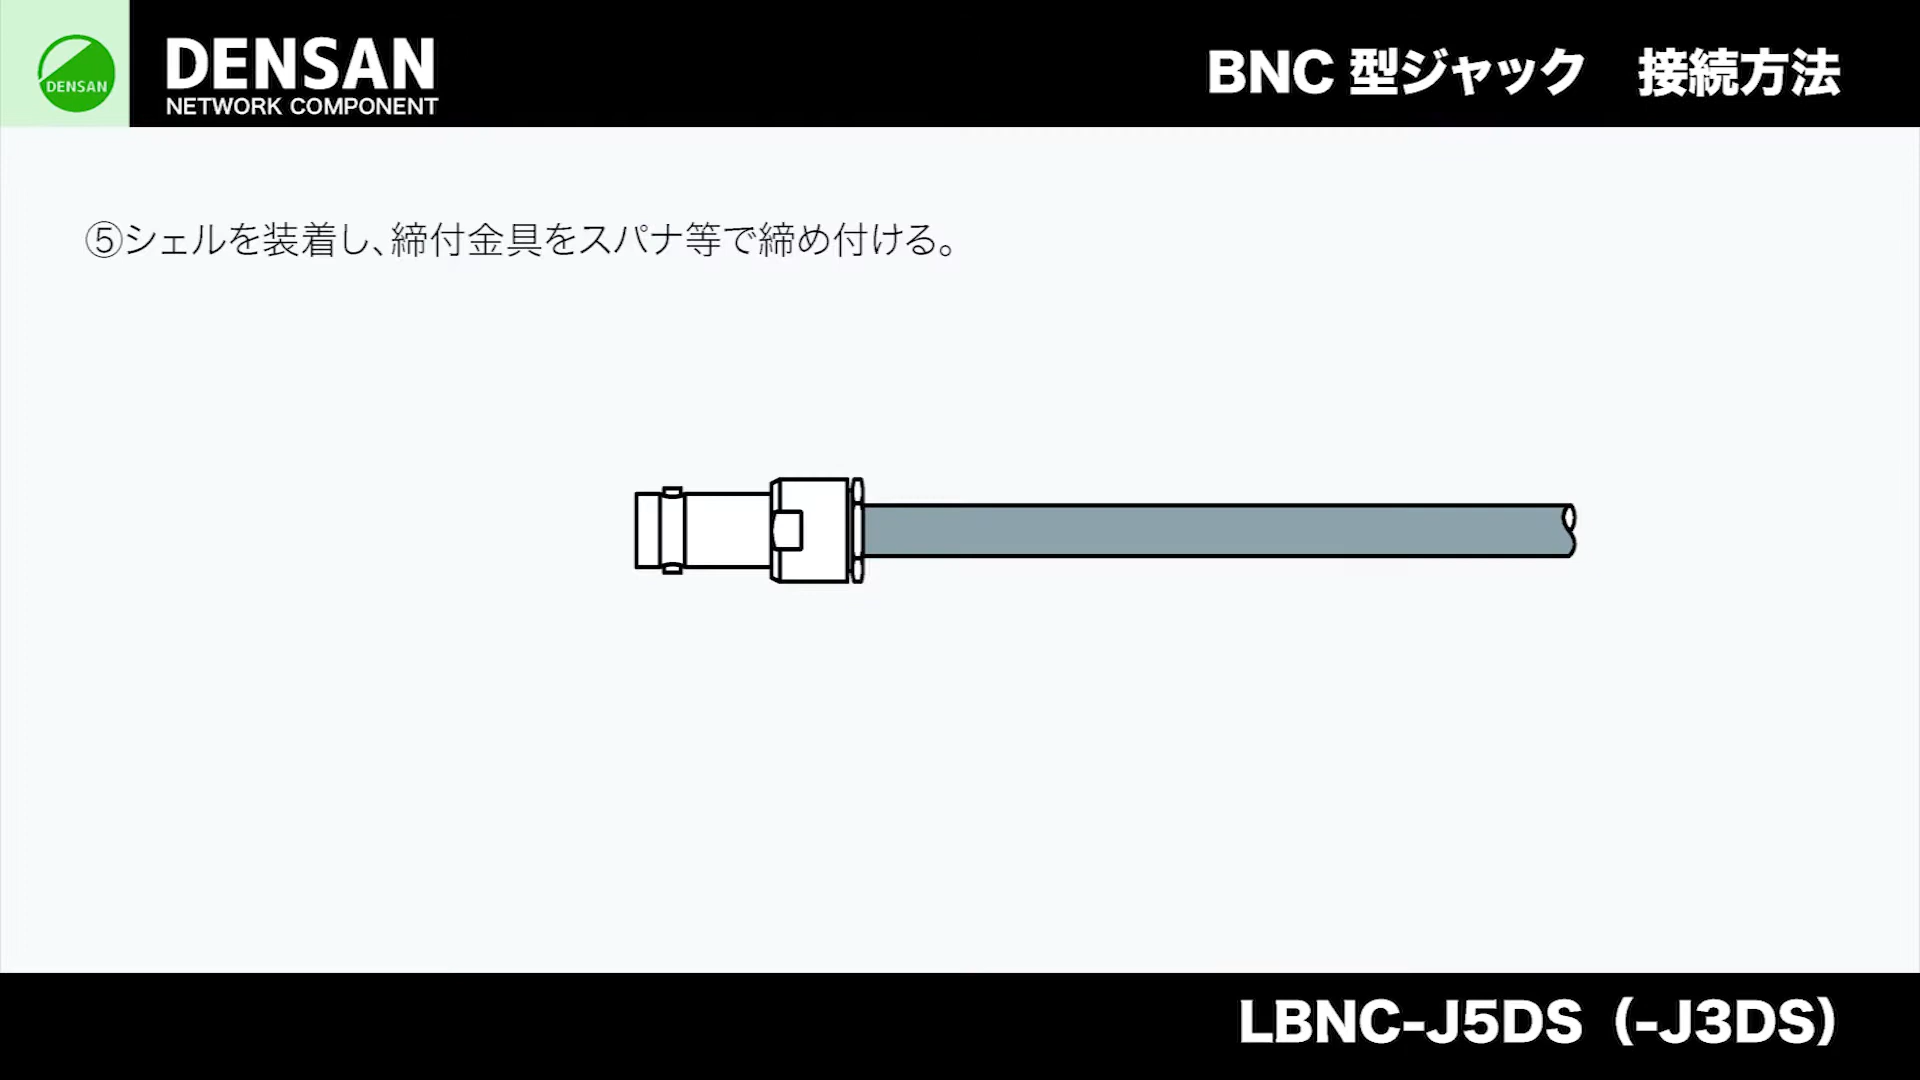 DENSAN
DENSAN
NETWORK COMPONENT
BNC 型ジャック　接続方法
⑤シェルを装着し、締付金具をスパナ等で締め付ける。
LBNC-J5DS（-J3DS）